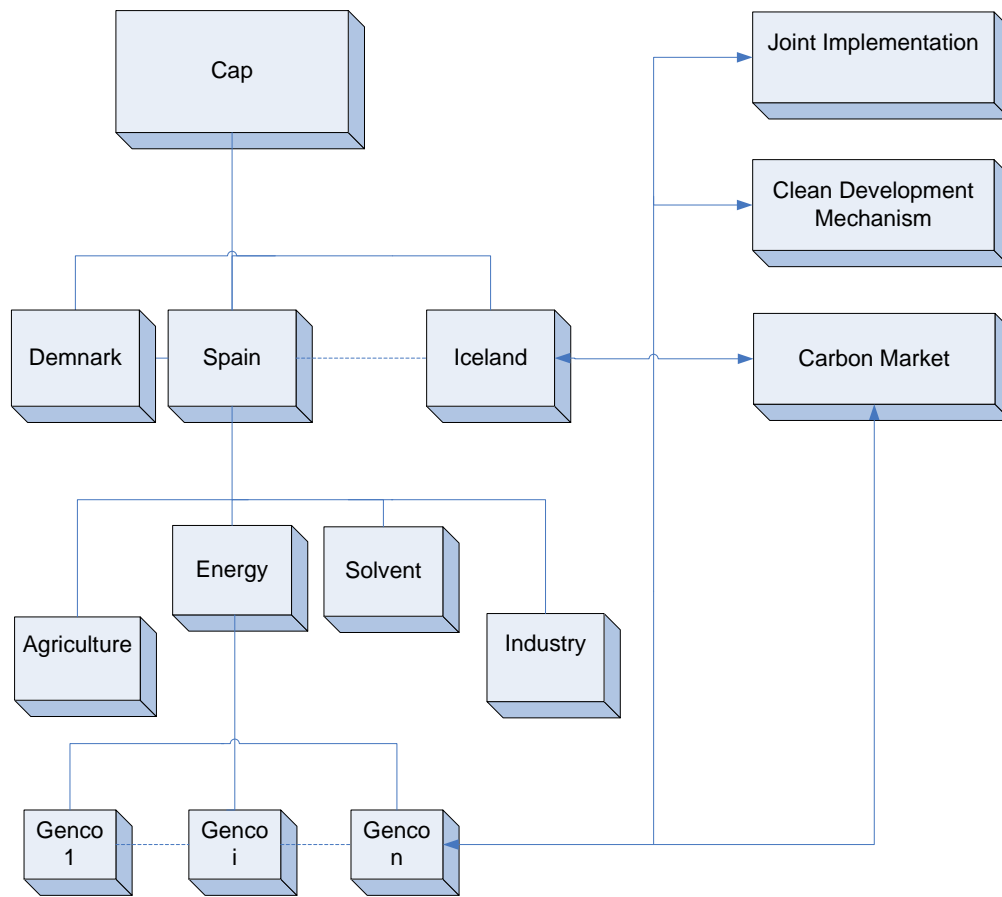 Cap
Joint Implementation
Clean Development
Mechanism
Demnark
Spain
Iceland
Carbon Market
Energy
Solvent
Agriculture
Industry
Genco
1
Genco
i
Genco
n